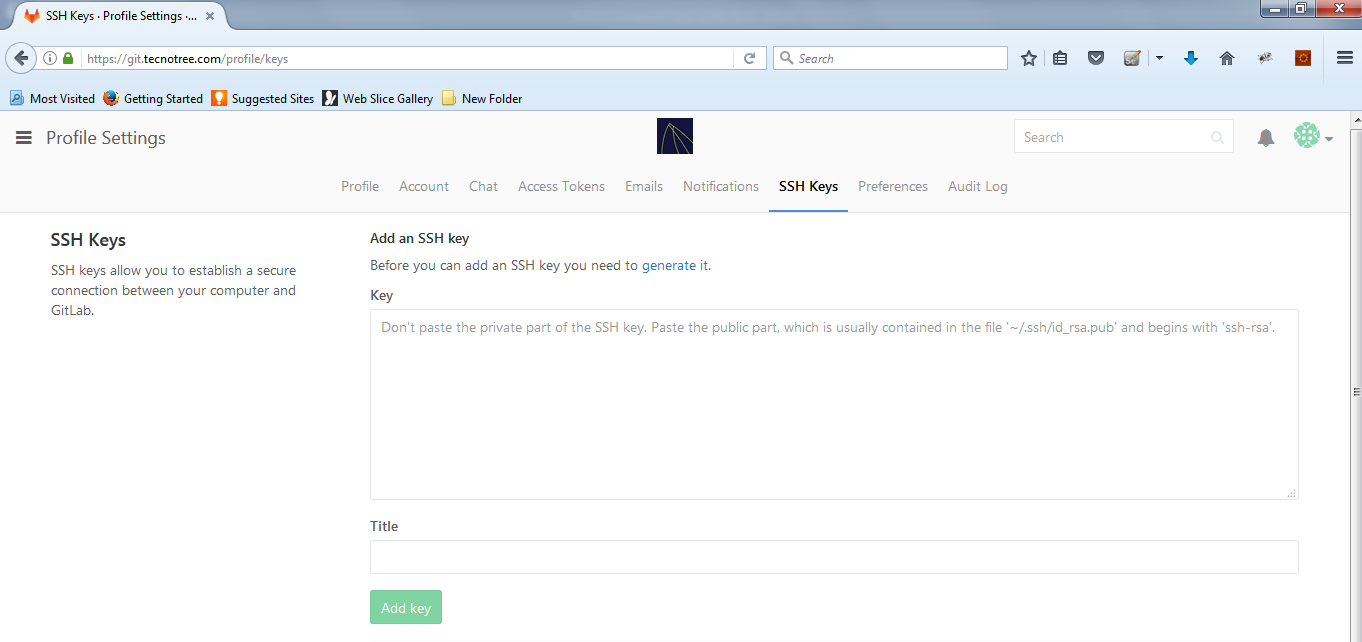 SSH Keys · Profile Settings ·...
https://git.tecnotree.com/profile/keys
Search
Most Visited
Getting Started
Suggested Sites
Web Slice Gallery
New Folder
Profile Settings
Search
Profile
Account
Chat
Access Tokens
Emails
Notifications
SSH Keys
Preferences
Audit Log
SSH Keys
SSH keys allow you to establish a secure
connection between your computer and
GitLab.
Add an SSH key
Before you can add an SSH key you need to generate it.
Key
Don't paste the private part of the SSH key. Paste the public part, which is usually contained in the file '~/.ssh/id_rsa.pub' and begins with 'ssh-rsa'.
Title
Add key